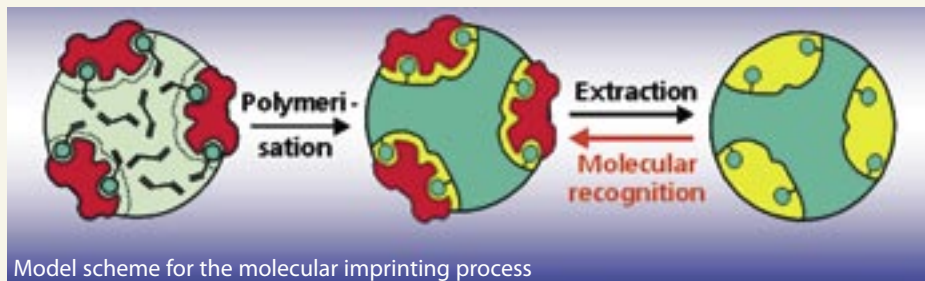 Polymeri-
sation
Extraction
Molecular
recognition
Model scheme for the molecular imprinting process